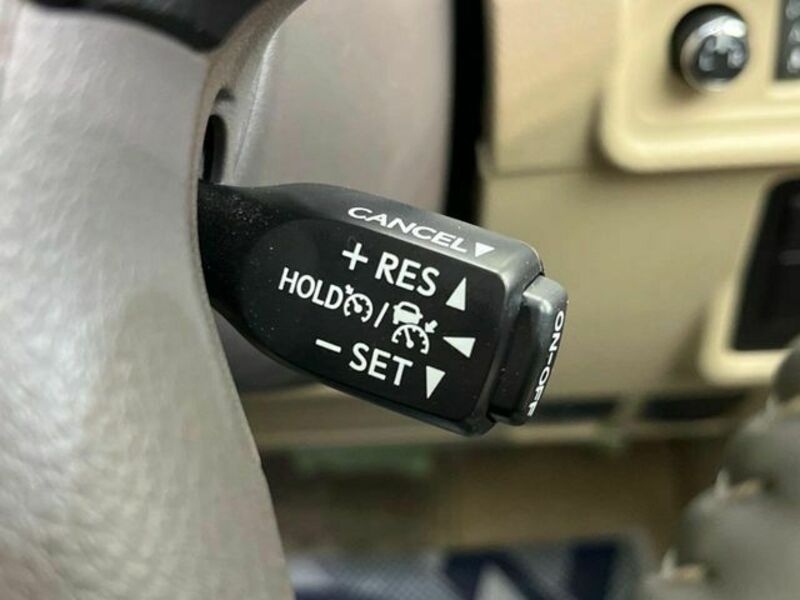 CANCEL▼
+ RES ▲
HOLD /
− SET ▼
ON-OFF